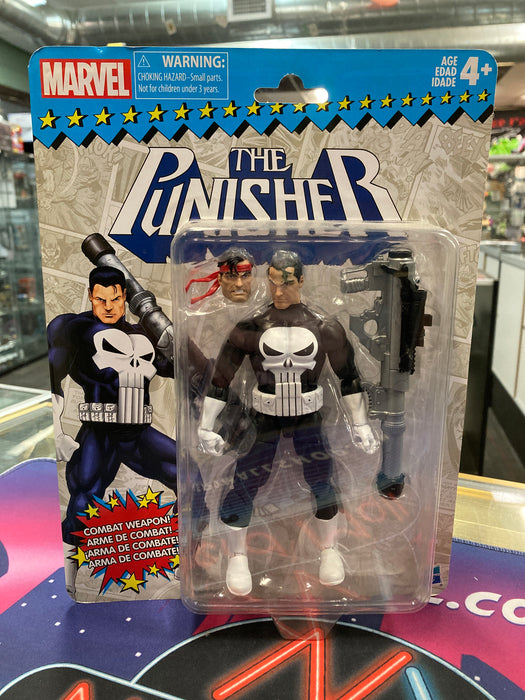 MARVEL
WARNING:
CHOKING HAZARD-Small parts.
Not for children under 3 years.
AGE
EDAD
IDADE
4+
THE
PUNISHER
COMBAT WEAPON!
ARME DE COMBAT!
¡ARMA DE COMBATE!
ARMA DE COMBATE!
.co